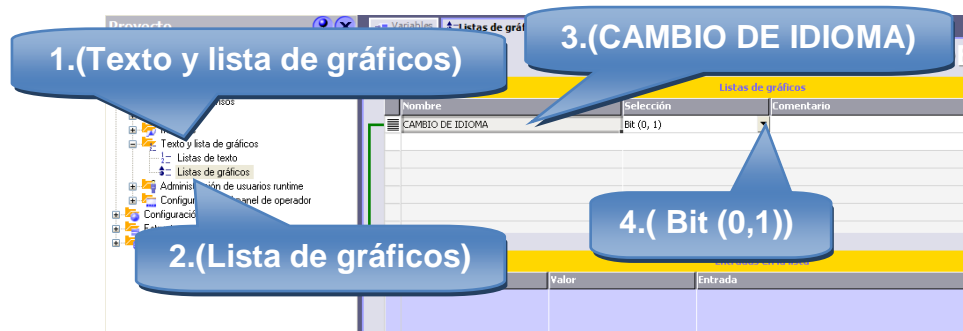 Proyecto
Variables
Listas de gráf
1.(Texto y lista de gráficos)
3.(CAMBIO DE IDIOMA)
Listas de gráficos
Nombre
Selección
Comentario
CAMBIO DE IDIOMA
Bit (0, 1)
Texto y lista de gráficos
Listas de texto
Listas de gráficos
Administración de usuarios runtime
Configur
anel de operador
Configuració
4.( Bit (0,1))
2.(Lista de gráficos)
Valor
Entrada